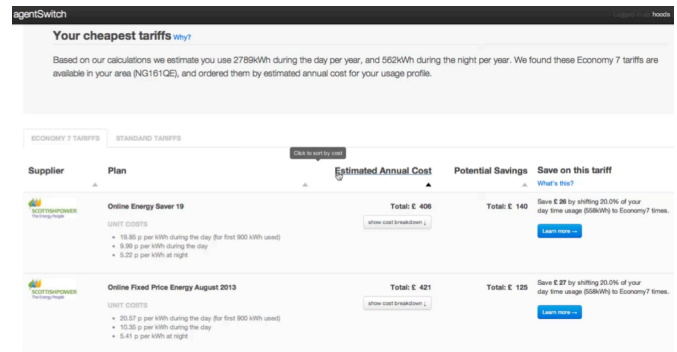 agentSwitch
hoods
Your cheapest tariffs Why?
Based on our calculations we estimate you use 2789kWh during the day per year, and 562kWh during the night per year. We found these Economy 7 tariffs are
available in your area (NG161QE), and ordered them by estimated annual cost for your usage profile.
ECONOMY 7 TARIFFS STANDARD TARIFFS
Click to sort by cost
Supplier Plan Estimated Annual Cost Potential Savings Save on this tariff
What's this?
SCOTTISHPOWER
The Energy People
Online Energy Saver 19
UNIT COSTS
19.85 p per kWh during the day (for first 900 kWh used)
9.99 p per kWh during the day
5.22 p per kWh at night
Total: £ 406
show cost breakdown ↓
Total: £ 140
Save £ 26 by shifting 20.0% of your
day time usage (558kWh) to Economy7 times.
Learn more →
SCOTTISHPOWER
The Energy People
Online Fixed Price Energy August 2013
UNIT COSTS
20.57 p per kWh during the day (for first 900 kWh used)
10.35 p per kWh during the day
5.41 p per kWh at night
Total: £ 421
show cost breakdown ↓
Total: £ 125
Save £ 27 by shifting 20.0% of your
day time usage (558kWh) to Economy7 times.
Learn more →